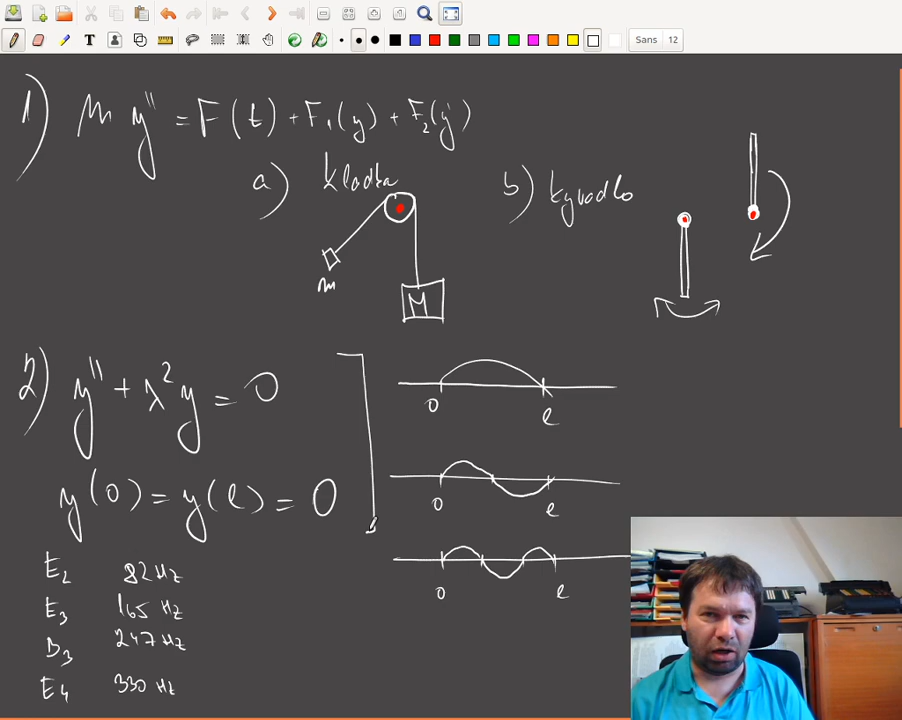 Sans 12
1) m y'' = F(t) + F₁(y) + F₂(y')
a) kladka
b) kyvadlo
m
M
2) y'' + λ² y = 0
0 l
y(0) = y(l) = 0
0 l
E₂ 82 Hz
0 l
E₃ 165 Hz
B₃ 247 Hz
E₄ 330 Hz